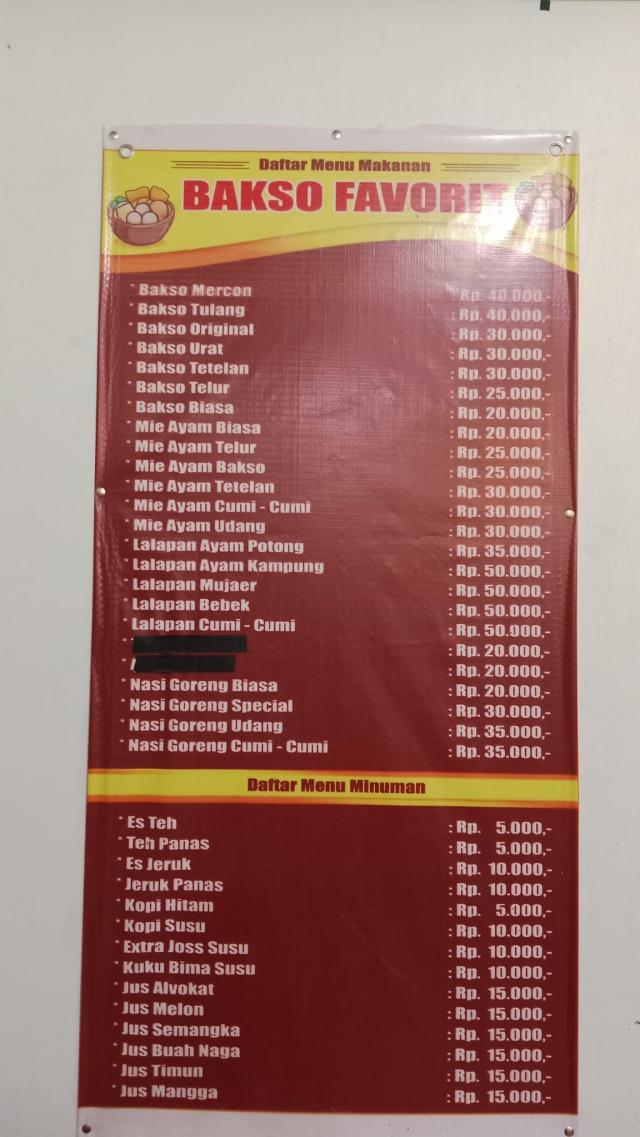 Daftar Menu Makanan
BAKSO FAVORIT
* Bakso Mercon : Rp. 40.000,-
* Bakso Tulang : Rp. 40.000,-
* Bakso Original : Rp. 30.000,-
* Bakso Urat : Rp. 30.000,-
* Bakso Tetelan : Rp. 30.000,-
* Bakso Telur : Rp. 25.000,-
* Bakso Biasa : Rp. 20.000,-
* Mie Ayam Biasa : Rp. 20.000,-
* Mie Ayam Telur : Rp. 25.000,-
* Mie Ayam Bakso : Rp. 25.000,-
* Mie Ayam Tetelan : Rp. 30.000,-
* Mie Ayam Cumi - Cumi : Rp. 30.000,-
* Mie Ayam Udang : Rp. 30.000,-
* Lalapan Ayam Potong : Rp. 35.000,-
* Lalapan Ayam Kampung : Rp. 50.000,-
* Lalapan Mujaer : Rp. 50.000,-
* Lalapan Bebek : Rp. 50.000,-
* Lalapan Cumi - Cumi : Rp. 50.000,-
* : Rp. 20.000,-
* : Rp. 20.000,-
* Nasi Goreng Biasa : Rp. 20.000,-
* Nasi Goreng Special : Rp. 30.000,-
* Nasi Goreng Udang : Rp. 35.000,-
* Nasi Goreng Cumi - Cumi : Rp. 35.000,-
Daftar Menu Minuman
* Es Teh : Rp. 5.000,-
* Teh Panas : Rp. 5.000,-
* Es Jeruk : Rp. 10.000,-
* Jeruk Panas : Rp. 10.000,-
* Kopi Hitam : Rp. 5.000,-
* Kopi Susu : Rp. 10.000,-
* Extra Joss Susu : Rp. 10.000,-
* Kuku Bima Susu : Rp. 10.000,-
* Jus Alvokat : Rp. 15.000,-
* Jus Melon : Rp. 15.000,-
* Jus Semangka : Rp. 15.000,-
* Jus Buah Naga : Rp. 15.000,-
* Jus Timun : Rp. 15.000,-
* Jus Mangga : Rp. 15.000,-